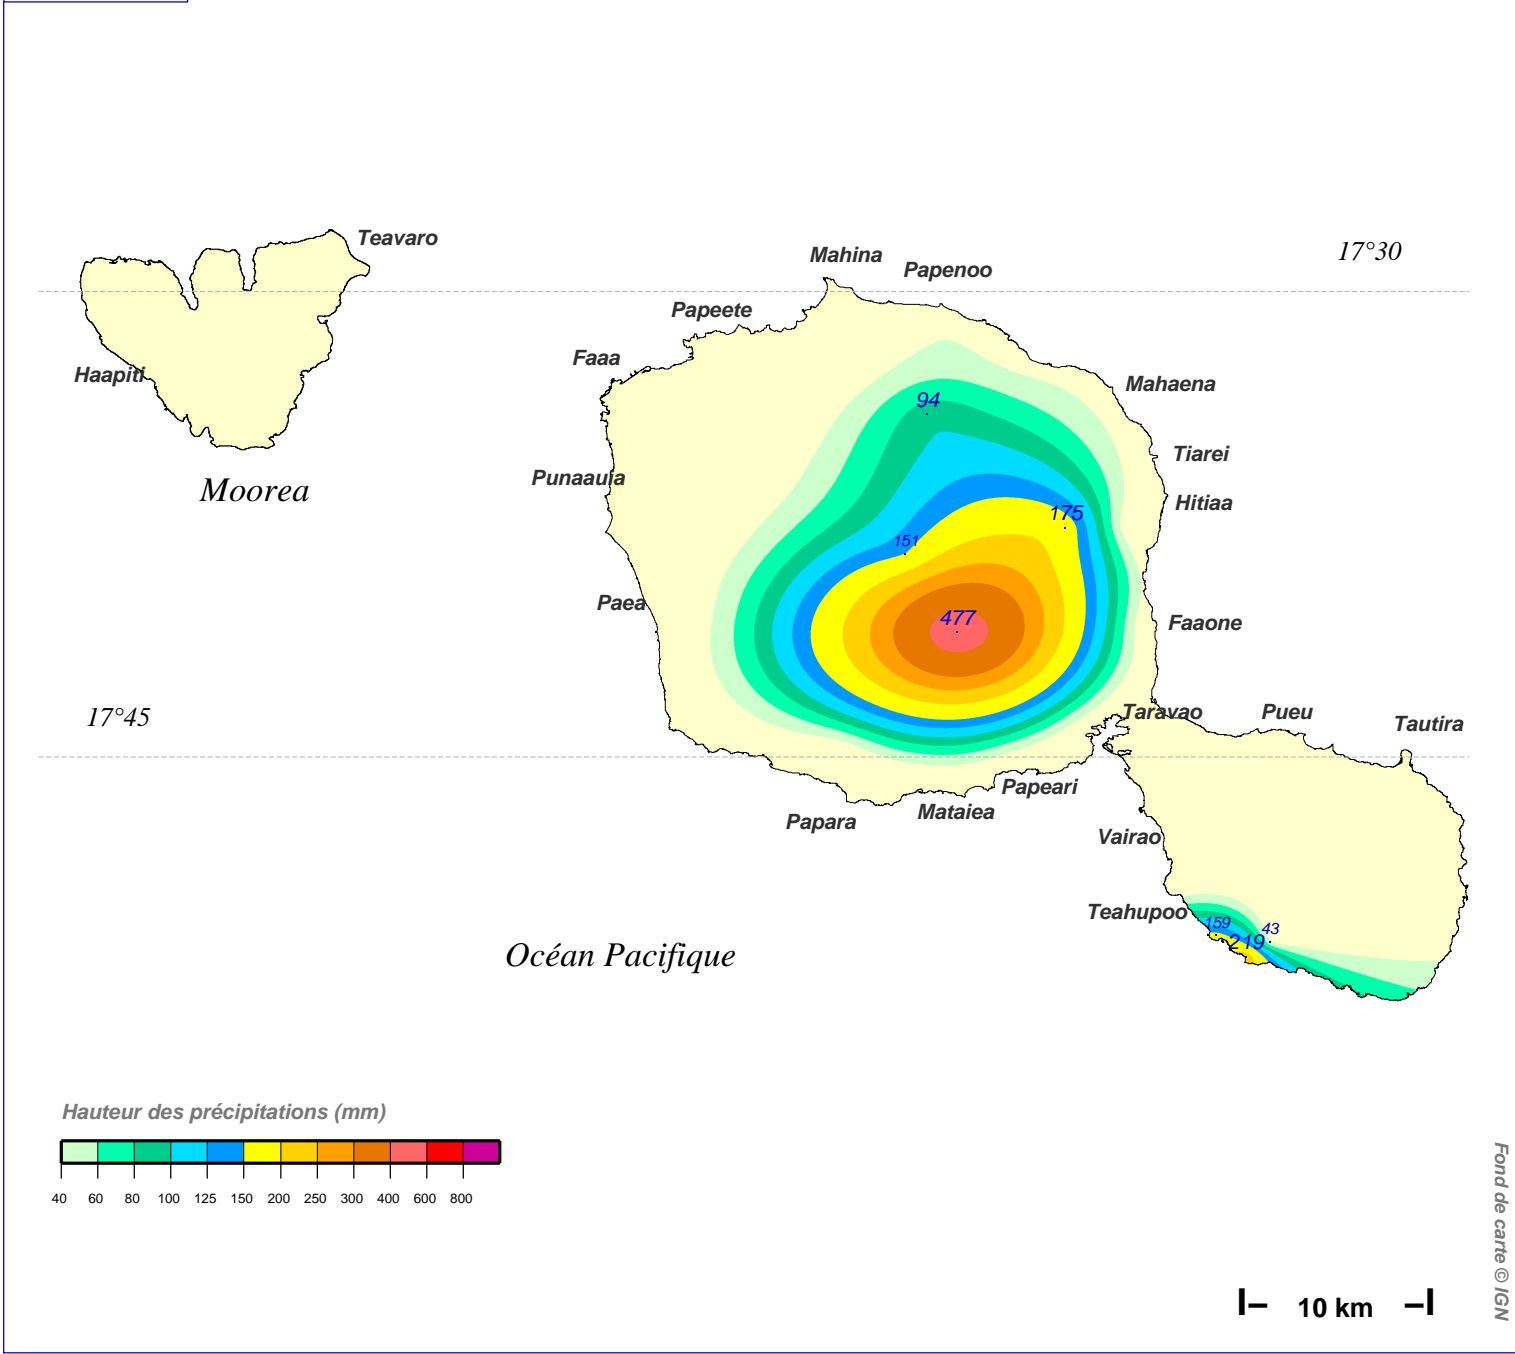 Teavaro
17°30
Mahina
Papenoo
Papeete
Faaa
Haapiti
Mahaena
94
Tiarei
Punaauia
Moorea
Hitiaa
175
151
Paea
477
Faaone
17°45
Taravao
Pueu
Tautira
Papeari
Papara
Mataiea
Vairao
Teahupoo
159
43
219
Océan Pacifique
Hauteur des précipitations (mm)
40 60 80 100 125 150 200 250 300 400 600 800
Fond de carte © IGN
10 km